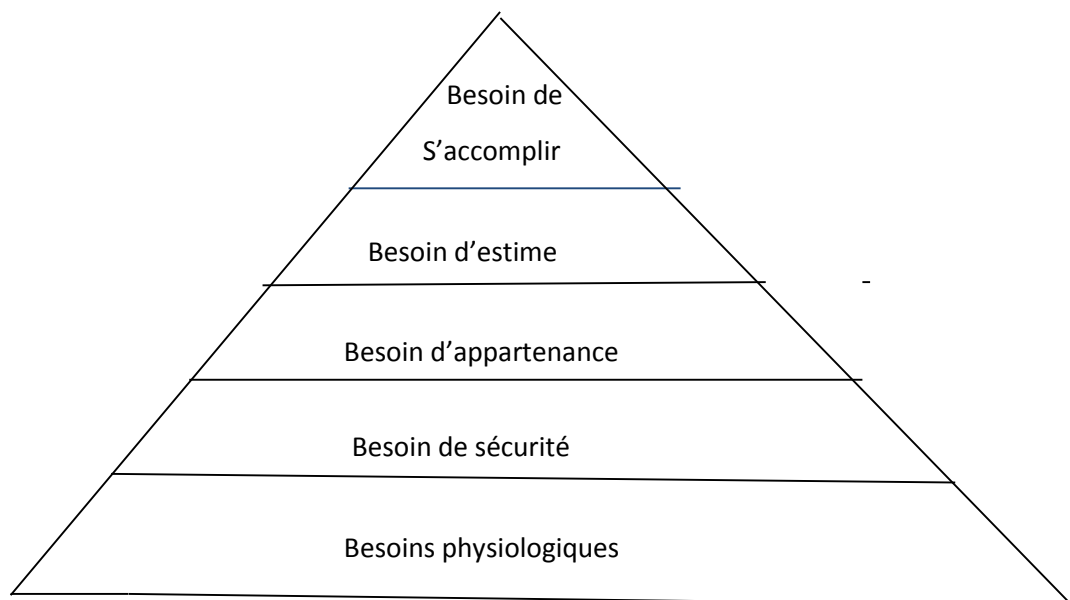 Besoin de
S’accomplir
Besoin d’estime
-
Besoin d’appartenance
Besoin de sécurité
Besoins physiologiques